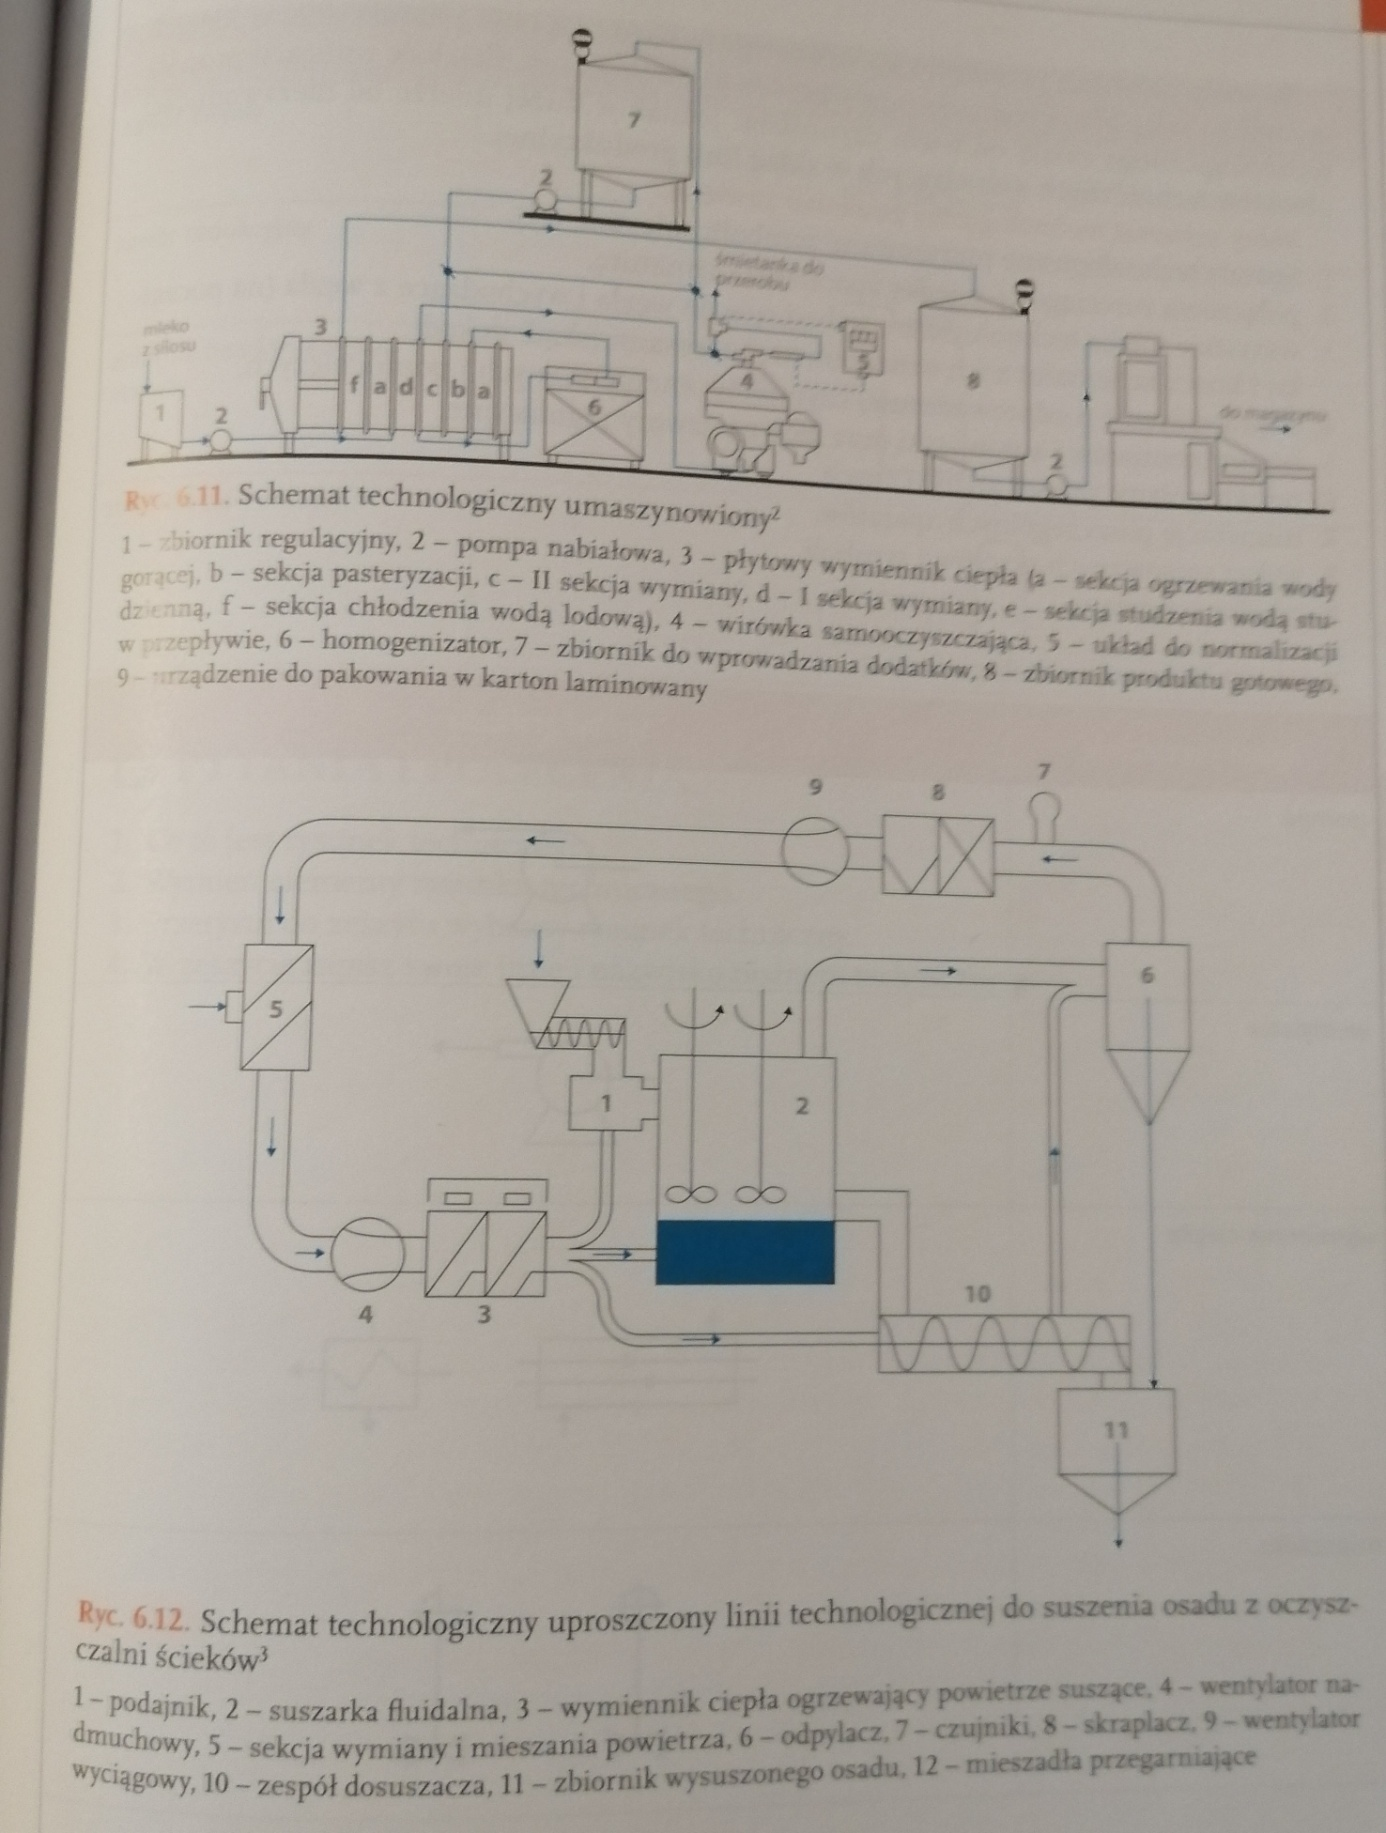 7
2
śmietanka do
przerobu
mleko
z silosu
3
1
2
f a d c b a
6
4
5
8
2
do magazynu
Ryc. 6.11. Schemat technologiczny umaszynowiony²
1 – zbiornik regulacyjny, 2 – pompa nabiałowa, 3 – płytowy wymiennik ciepła (a – sekcja ogrzewania wody
gorącej, b – sekcja pasteryzacji, c – II sekcja wymiany, d – I sekcja wymiany, e – sekcja studzenia wodą stu-
dzienną, f – sekcja chłodzenia wodą lodową), 4 – wirówka samooczyszczająca, 5 – układ do normalizacji
w przepływie, 6 – homogenizator, 7 – zbiornik do wprowadzania dodatków, 8 – zbiornik produktu gotowego,
9 – urządzenie do pakowania w karton laminowany
7
9
8
6
5
1
2
10
4
3
11
Ryc. 6.12. Schemat technologiczny uproszczony linii technologicznej do suszenia osadu z oczysz-
czalni ścieków³
1 – podajnik, 2 – suszarka fluidalna, 3 – wymiennik ciepła ogrzewający powietrze suszące, 4 – wentylator na-
dmuchowy, 5 – sekcja wymiany i mieszania powietrza, 6 – odpylacz, 7 – czujniki, 8 – skraplacz, 9 – wentylator
wyciągowy, 10 – zespół dosuszacza, 11 – zbiornik wysuszonego osadu, 12 – mieszadła przegarniające